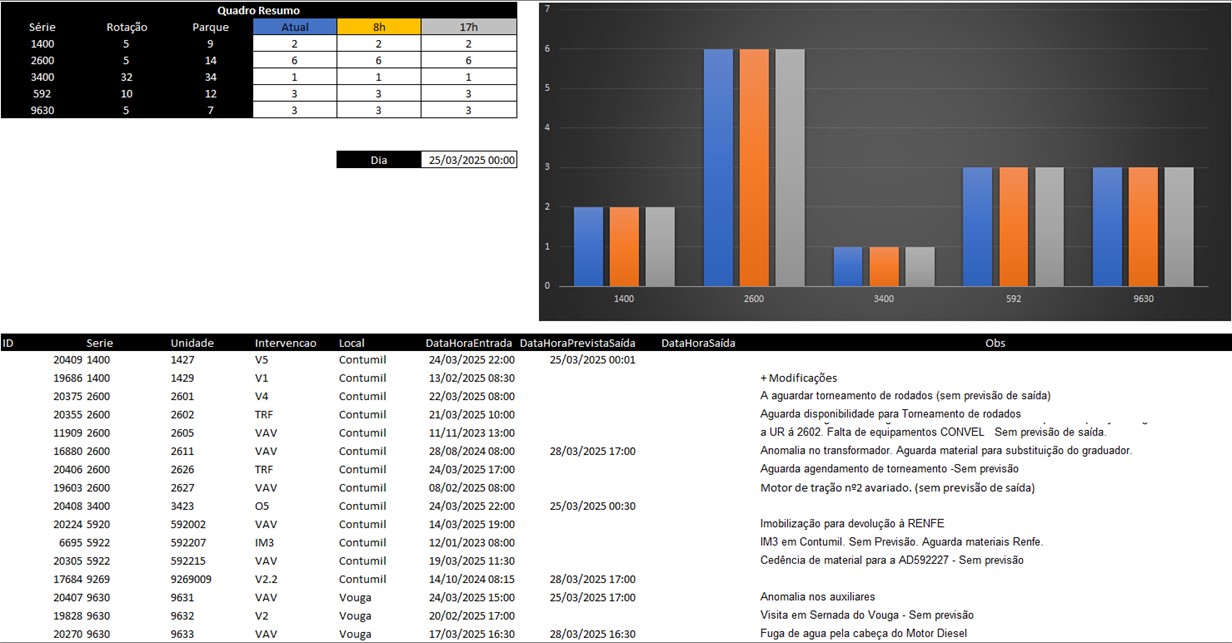 Quadro Resumo
Série Rotação Parque Atual 8h 17h
1400 5 9 2 2 2
2600 5 14 6 6 6
3400 32 34 1 1 1
592 10 12 3 3 3
9630 5 7 3 3 3
Dia 25/03/2025 00:00
7
6
5
4
3
2
1
0
1400 2600 3400 592 9630
ID Serie Unidade Intervencao Local DataHoraEntrada DataHoraPrevistaSaída DataHoraSaída Obs
20409 1400 1427 V5 Contumil 24/03/2025 22:00 25/03/2025 00:01
19686 1400 1429 V1 Contumil 13/02/2025 08:30 + Modificações
20375 2600 2601 V4 Contumil 22/03/2025 08:00 A aguardar torneamento de rodados (sem previsão de saída)
20355 2600 2602 TRF Contumil 21/03/2025 10:00 Aguarda disponibilidade para Torneamento de rodados
11909 2600 2605 VAV Contumil 11/11/2023 13:00 a UR á 2602. Falta de equipamentos CONVEL Sem previsão de saída.
16880 2600 2611 VAV Contumil 28/08/2024 08:00 28/03/2025 17:00 Anomalia no transformador. Aguarda material para substituição do graduador.
20406 2600 2626 TRF Contumil 24/03/2025 17:00 Aguarda agendamento de torneamento -Sem previsão
19603 2600 2627 VAV Contumil 08/02/2025 08:00 Motor de tração nº2 avariado. (sem previsão de saída)
20408 3400 3423 O5 Contumil 24/03/2025 22:00 25/03/2025 00:30
20224 5920 592002 VAV Contumil 14/03/2025 19:00 Imobilização para devolução à RENFE
6695 5922 592207 IM3 Contumil 12/01/2023 08:00 IM3 em Contumil. Sem Previsão. Aguarda materiais Renfe.
20305 5922 592215 VAV Contumil 19/03/2025 11:30 Cedência de material para a AD592227 - Sem previsão
17684 9269 9269009 V2.2 Contumil 14/10/2024 08:15 28/03/2025 17:00
20407 9630 9631 VAV Vouga 24/03/2025 15:00 25/03/2025 17:00 Anomalia nos auxiliares
19828 9630 9632 V2 Vouga 20/02/2025 17:00 Visita em Sernada do Vouga - Sem previsão
20270 9630 9633 VAV Vouga 17/03/2025 16:30 28/03/2025 16:30 Fuga de agua pela cabeça do Motor Diesel